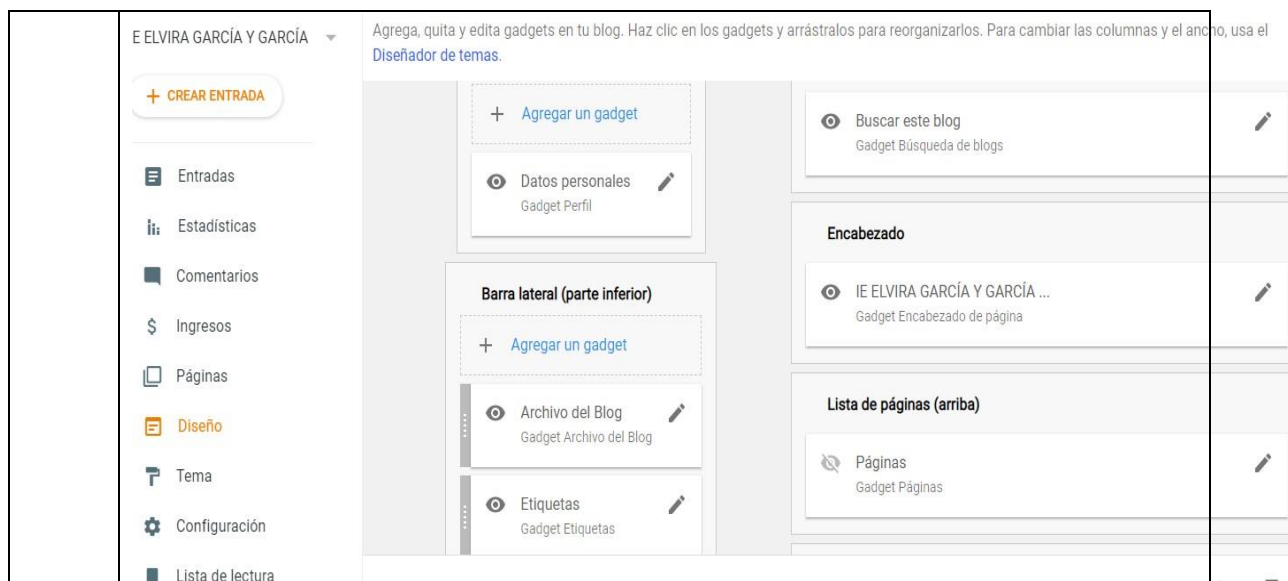 E ELVIRA GARCÍA Y GARCÍA
CREAR ENTRADA
Entradas
Estadísticas
Comentarios
Ingresos
Páginas
Diseño
Tema
Configuración
Lista de lectura
Agrega, quita y edita gadgets en tu blog. Haz clic en los gadgets y arrástralos para reorganizarlos. Para cambiar las columnas y el ancho, usa el
Diseñador de temas.
Agregar un gadget
Datos personales
Gadget Perfil
Barra lateral (parte inferior)
Agregar un gadget
Archivo del Blog
Gadget Archivo del Blog
Etiquetas
Gadget Etiquetas
Buscar este blog
Gadget Búsqueda de blogs
Encabezado
IE ELVIRA GARCÍA Y GARCÍA ...
Gadget Encabezado de página
Lista de páginas (arriba)
Páginas
Gadget Páginas